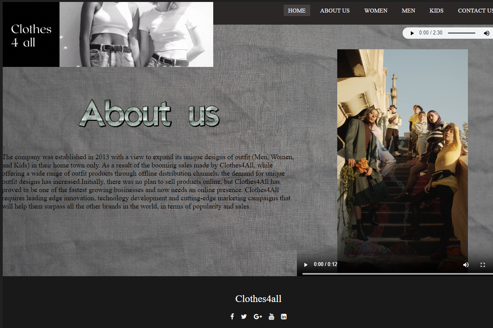 Clothes
4 all
HOME ABOUT US WOMEN MEN KIDS CONTACT US
0:00 / 2:30
About us
The company was established in 2013 with a view to expand its unique designs of outfit (Men, Women,
and Kids) in their home town only. As a result of the booming sales made by Clothes4All, while
offering a wide range of outfit products through offline distribution channels, the demand for unique
outfit designs has increased.Initially, there was no plan to sell products online, but Clothes4All has
proved to be one of the fastest growing businesses and now needs an online presence. Clothes4All
requires leading edge innovation, technology development and cutting-edge marketing campaigns that
will help them surpass all the other brands in the world, in terms of popularity and sales.
0:00 / 0:12
Clothes4all